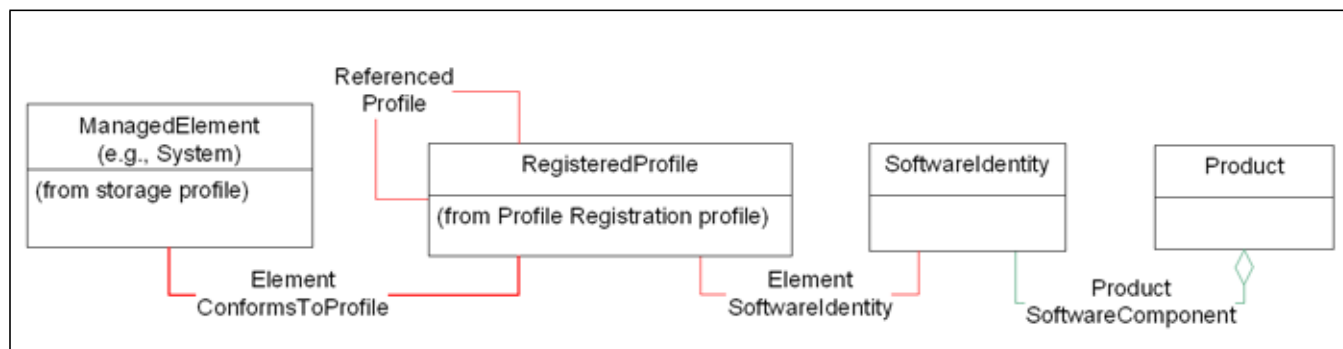 Referenced
Profile
ManagedElement
(e.g., System)
(from storage profile)
RegisteredProfile
(from Profile Registration profile)
SoftwareIdentity
Product
Element
ConformsToProfile
Element
SoftwareIdentity
Product
SoftwareComponent